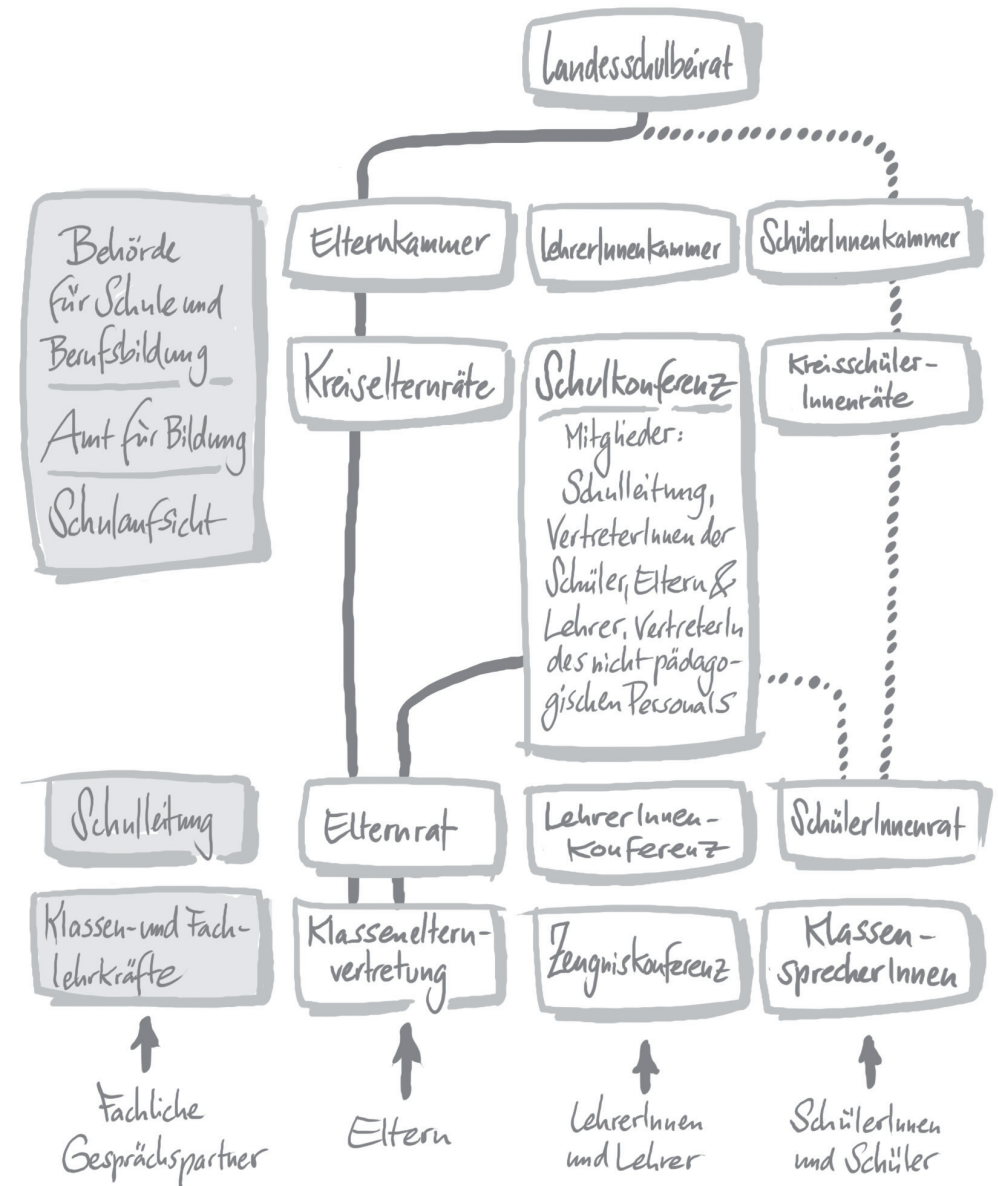 Landesschulbeirat
Behörde
für Schule und
Berufsbildung
Amt für Bildung
Schulaufsicht
Elternkammer
LehrerInnenkammer
SchülerInnenkammer
Kreiselternräte
Schulkonferenz
Mitglieder:
Schulleitung,
VertreterInnen der
Schüler, Eltern &
Lehrer, VertreterIn
des nicht pädago-
gischen Personals
Kreisschüler-
Innenräte
Schulleitung
Elternrat
LehrerInnen-
Konferenz
SchülerInnenrat
Klassen- und Fach-
lehrkräfte
Klasseneltern-
vertretung
Zeugniskonferenz
Klassen-
sprecherInnen
Fachliche
Gesprächspartner
Eltern
LehrerInnen
und Lehrer
SchülerInnen
und Schüler